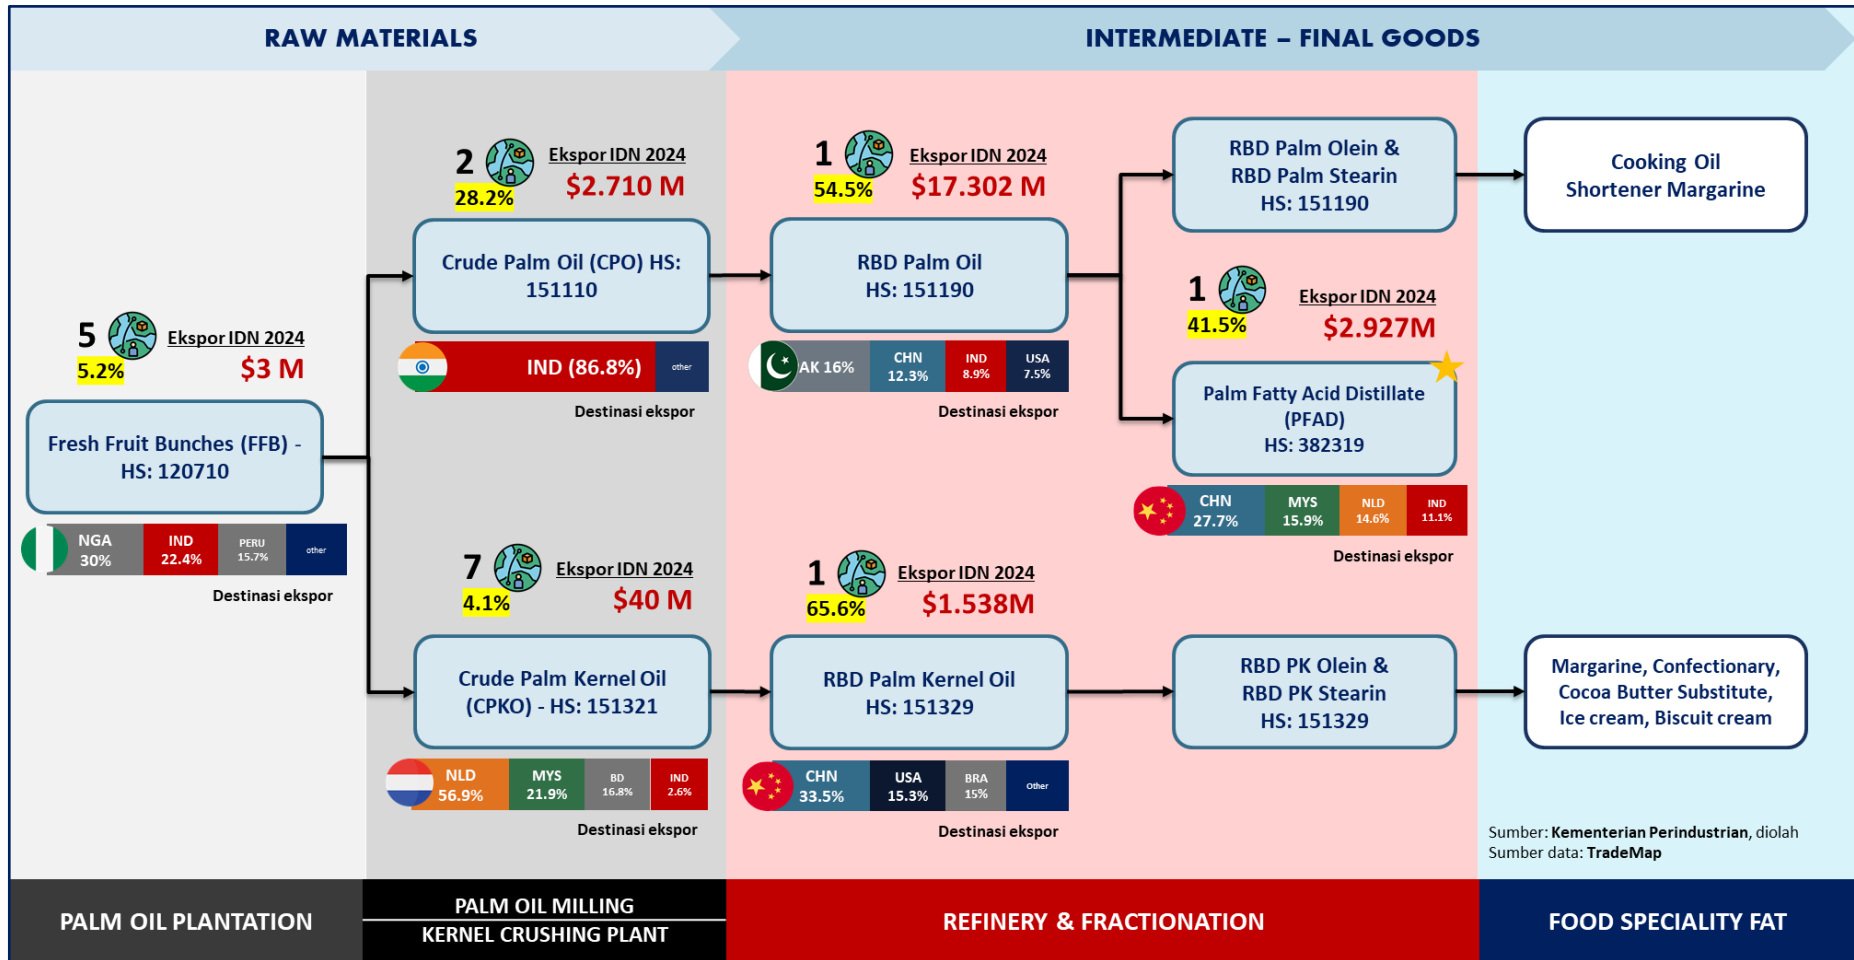 RAW MATERIALS
INTERMEDIATE – FINAL GOODS
5
5.2%
Ekspor IDN 2024
$3 M
Fresh Fruit Bunches (FFB) -
HS: 120710
NGA
30%
IND
22.4%
PERU
15.7%
other
Destinasi ekspor
2
28.2%
Ekspor IDN 2024
$2.710 M
Crude Palm Oil (CPO) HS:
151110
IND (86.8%)
other
Destinasi ekspor
7
4.1%
Ekspor IDN 2024
$40 M
Crude Palm Kernel Oil
(CPKO) - HS: 151321
NLD
56.9%
MYS
21.9%
BD
16.8%
IND
2.6%
Destinasi ekspor
1
54.5%
Ekspor IDN 2024
$17.302 M
RBD Palm Oil
HS: 151190
AK 16%
CHN
12.3%
IND
8.9%
USA
7.5%
Destinasi ekspor
1
65.6%
Ekspor IDN 2024
$1.538M
RBD Palm Kernel Oil
HS: 151329
CHN
33.5%
USA
15.3%
BRA
15%
Other
Destinasi ekspor
RBD Palm Olein &
RBD Palm Stearin
HS: 151190
1
41.5%
Ekspor IDN 2024
$2.927M
Palm Fatty Acid Distillate
(PFAD)
HS: 382319
CHN
27.7%
MYS
15.9%
NLD
14.6%
IND
11.1%
Destinasi ekspor
RBD PK Olein &
RBD PK Stearin
HS: 151329
Cooking Oil
Shortener Margarine
Margarine, Confectionary,
Cocoa Butter Substitute,
Ice cream, Biscuit cream
Sumber: Kementerian Perindustrian, diolah
Sumber data: TradeMap
PALM OIL PLANTATION
PALM OIL MILLING
KERNEL CRUSHING PLANT
REFINERY & FRACTIONATION
FOOD SPECIALITY FAT